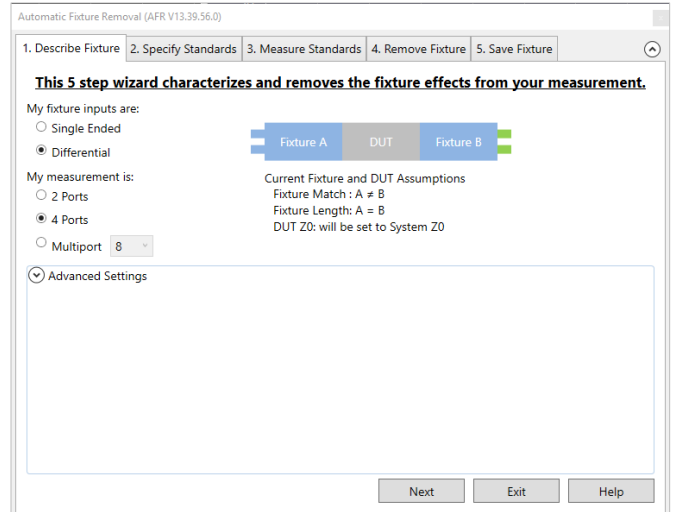 Automatic Fixture Removal (AFR V13.39.56.0)
1. Describe Fixture 2. Specify Standards 3. Measure Standards 4. Remove Fixture 5. Save Fixture
This 5 step wizard characterizes and removes the fixture effects from your measurement.
My fixture inputs are:
Single Ended
Differential
Fixture A DUT Fixture B
My measurement is:
2 Ports
4 Ports
Multiport 8
Current Fixture and DUT Assumptions
Fixture Match : A ≠ B
Fixture Length: A = B
DUT Z0: will be set to System Z0
Advanced Settings
Next Exit Help